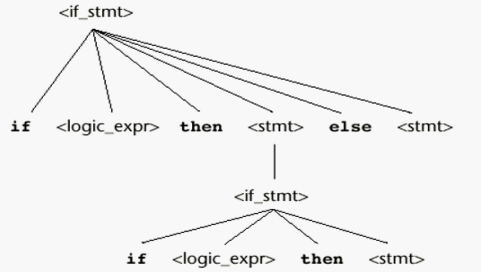 <if_stmt>
if <logic_expr> then <stmt> else <stmt>
<if_stmt>
if <logic_expr> then <stmt>